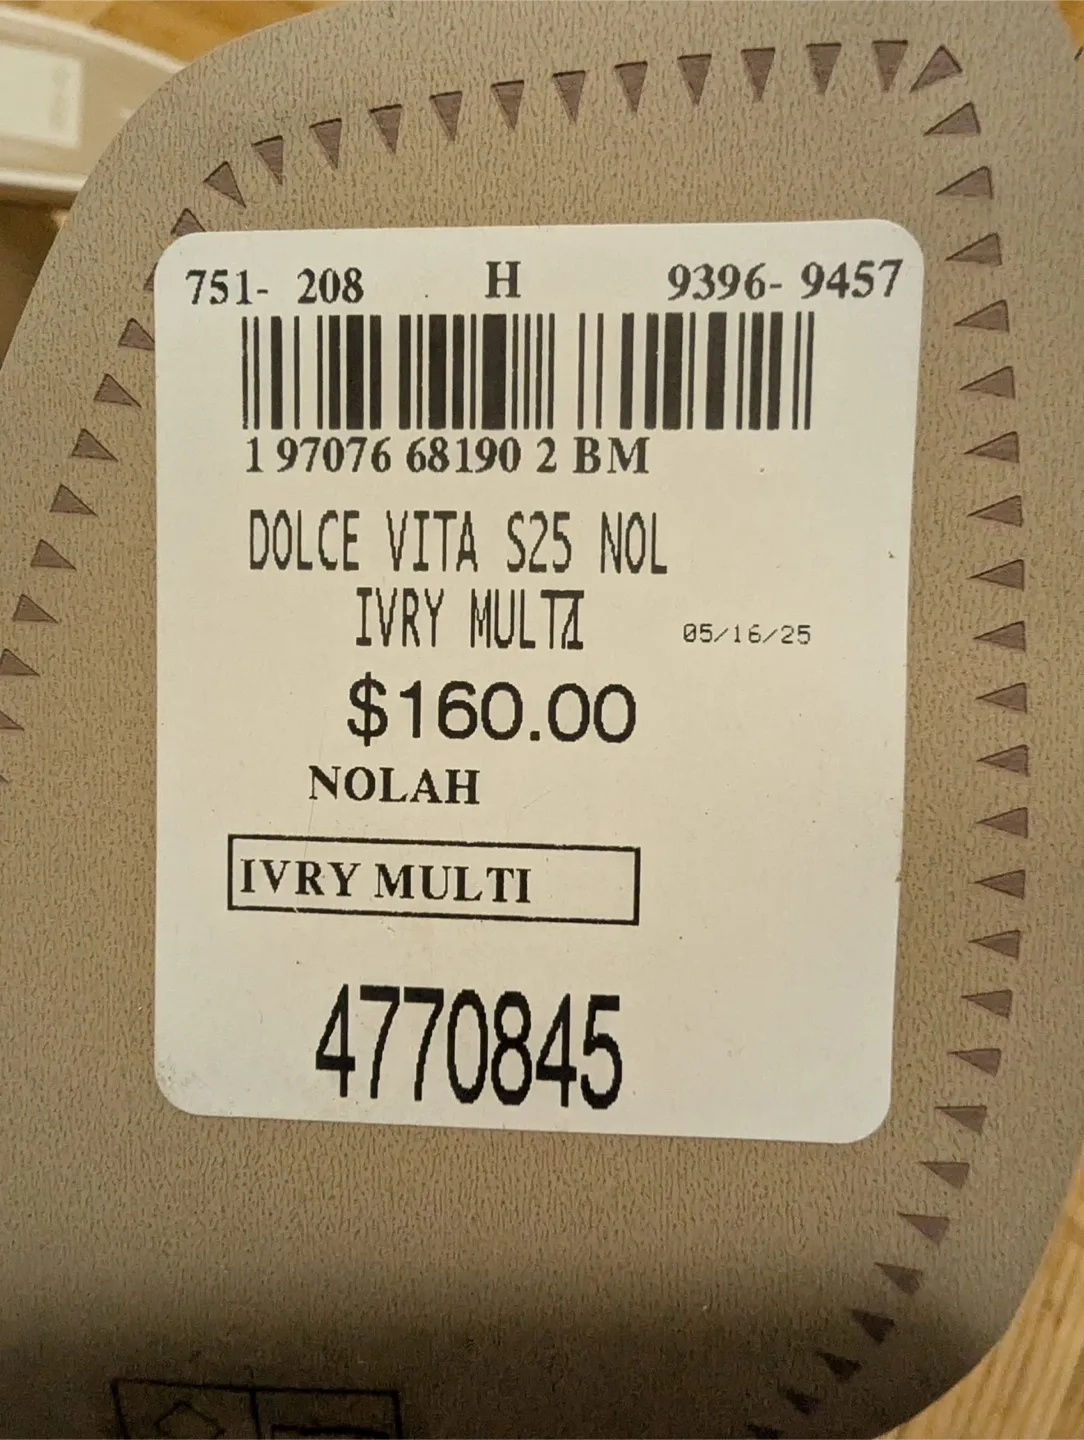 751- 208 H 9396- 9457
1 97076 68190 2 BM
DOLCE VITA S25 NOL
IVRY MULTI
05/16/25
$160.00
NOLAH
IVRY MULTI
4770845